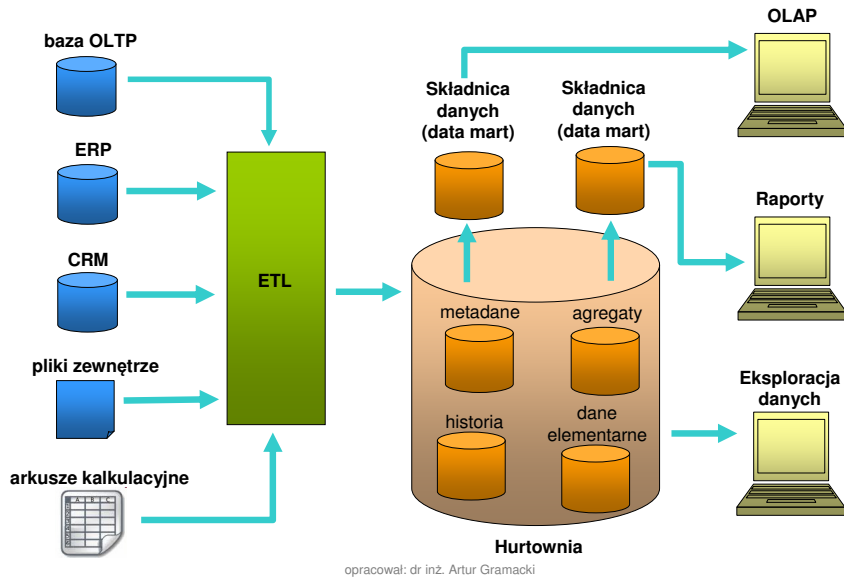 baza OLTP
ERP
CRM
pliki zewnętrze
arkusze kalkulacyjne
A B C
ETL
Składnica
danych
(data mart)
Składnica
danych
(data mart)
metadane
agregaty
historia
dane
elementarne
Hurtownia
OLAP
Raporty
Eksploracja
danych
opracował: dr inż. Artur Gramacki